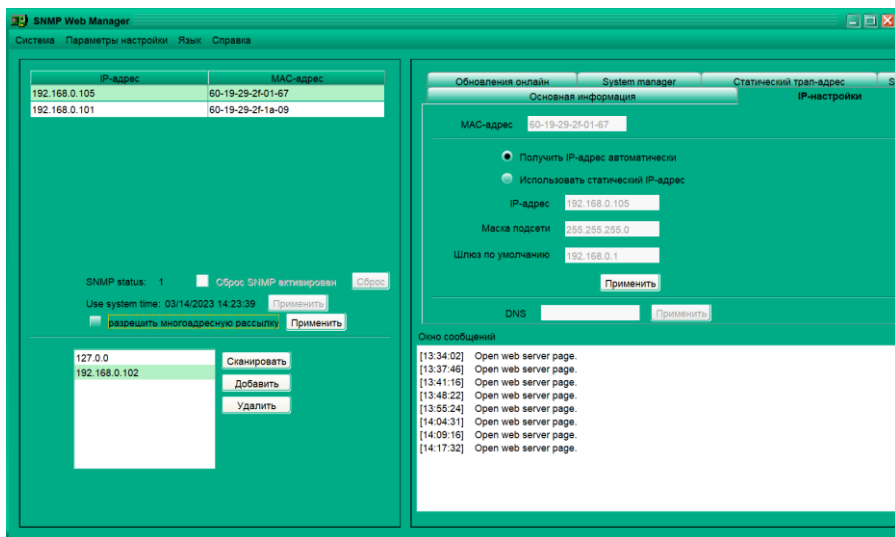 SNMP Web Manager
Система Параметры настройки Язык Справка
IP-адрес MAC-адрес
192.168.0.105 60-19-29-2f-01-67
192.168.0.101 60-19-29-2f-1a-09
SNMP status: 1 Сброс SNMP активирован Сброс
Use system time: 03/14/2023 14:23:39 Применить
разрешить многоадресную рассылку Применить
127.0.0
192.168.0.102
Сканировать
Добавить
Удалить
Обновления онлайн System manager Статический трап-адрес S
Основная информация IP-настройки
MAC-адрес 60-19-29-2f-01-67
Получить IP-адрес автоматически
Использовать статический IP-адрес
IP-адрес 192.168.0.105
Маска подсети 255.255.255.0
Шлюз по умолчанию 192.168.0.1
Применить
DNS Применить
Окно сообщений
[13:34:02] Open web server page.
[13:37:46] Open web server page.
[13:41:16] Open web server page.
[13:48:22] Open web server page.
[13:55:24] Open web server page.
[14:04:31] Open web server page.
[14:09:16] Open web server page.
[14:17:32] Open web server page.